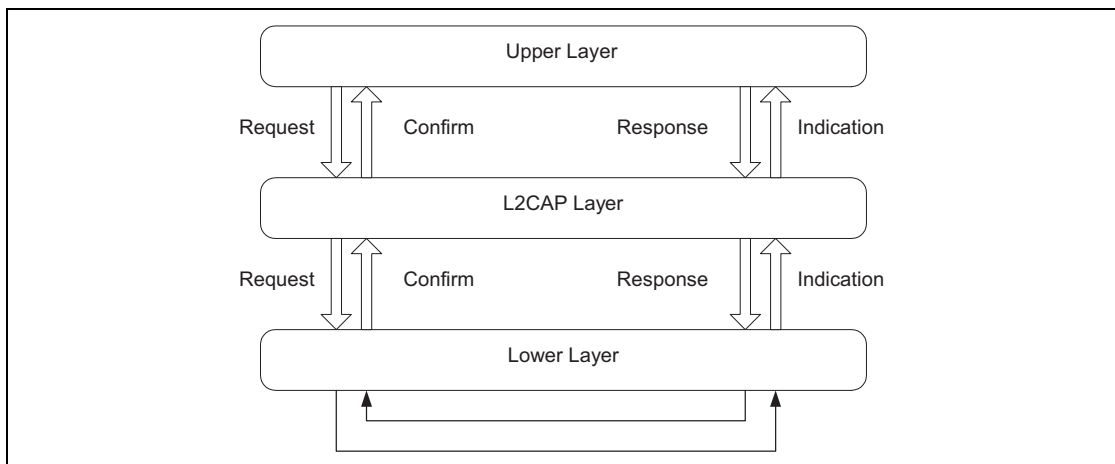 Upper Layer
Request Confirm Response Indication
L2CAP Layer
Request Confirm Response Indication
Lower Layer